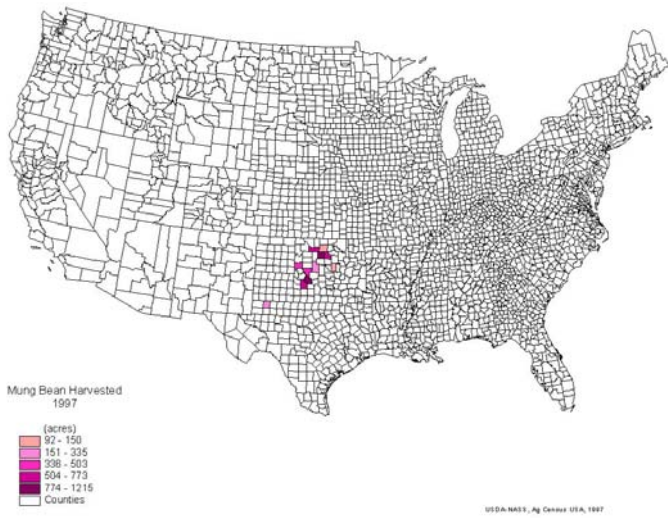 Mung Bean Harvested
1997
(acres)
92 - 150
151 - 335
336 - 503
504 - 773
774 - 1215
Counties
USDA-NASS, Ag Census USA, 1997